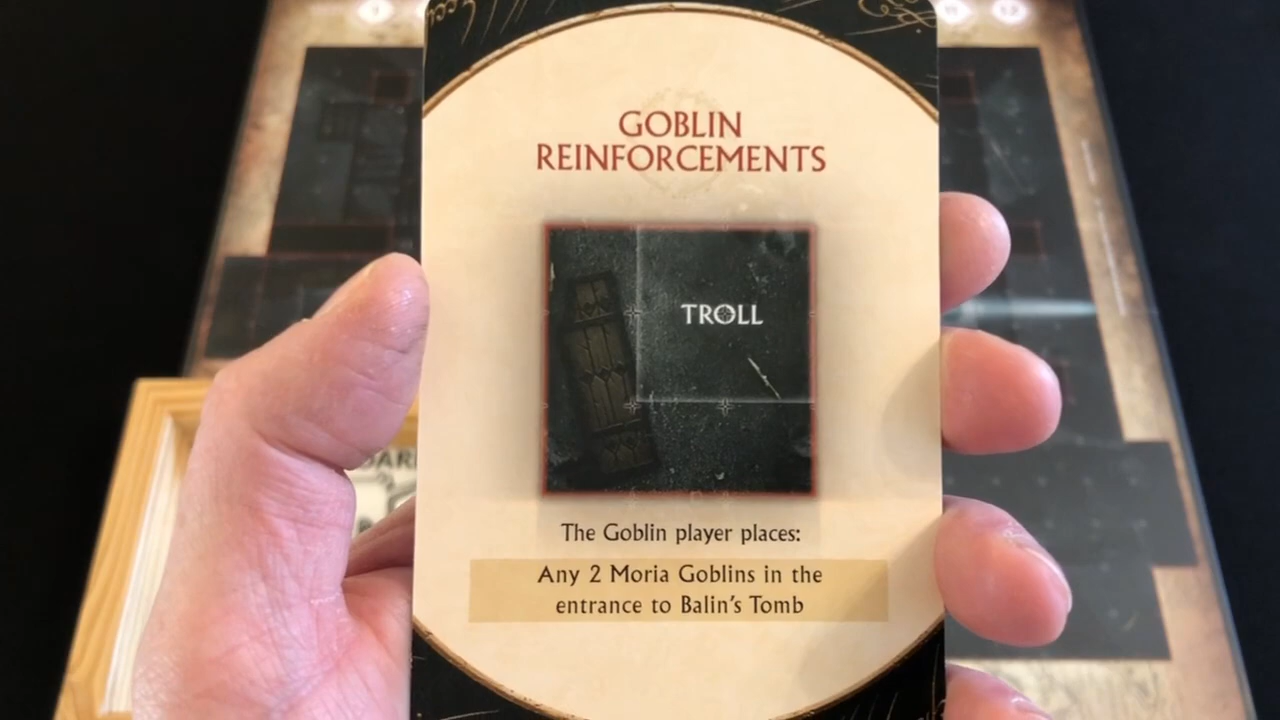 GOBLIN
REINFORCEMENTS
TROLL
The Goblin player places:
Any 2 Moria Goblins in the
entrance to Balin's Tomb